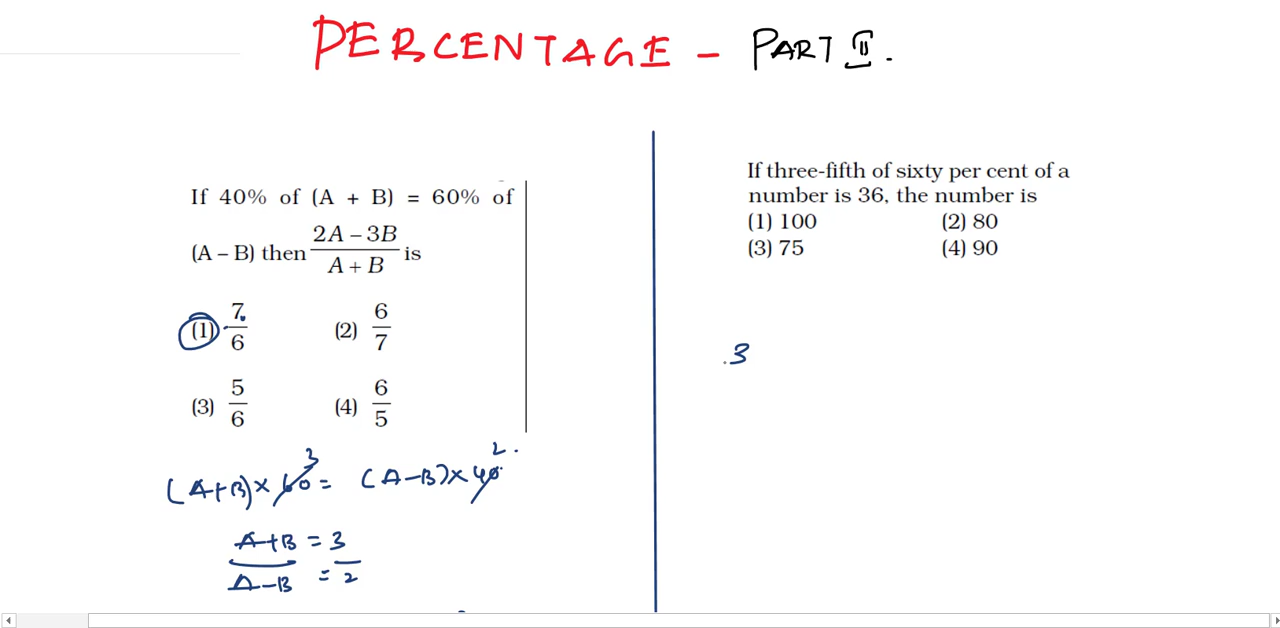 PERCENTAGE - PART II.
If 40% of (A + B) = 60% of
(A – B) then (2A – 3B)/(A + B) is
(1) 7/6 (2) 6/7
(3) 5/6 (4) 6/5
(A+B) × 60 3 = (A–B) × 40 2.
A+B = 3
A–B = 2
If three-fifth of sixty per cent of a
number is 36, the number is
(1) 100 (2) 80
(3) 75 (4) 90
3